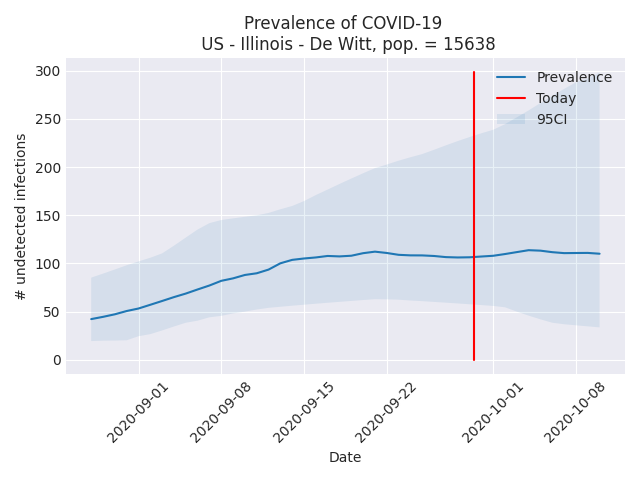 Prevalence of COVID-19
US - Illinois - De Witt, pop. = 15638
300
250
200
150
100
50
0
# undetected infections
Prevalence
Today
95CI
2020-09-01
2020-09-08
2020-09-15
2020-09-22
2020-10-01
2020-10-08
Date